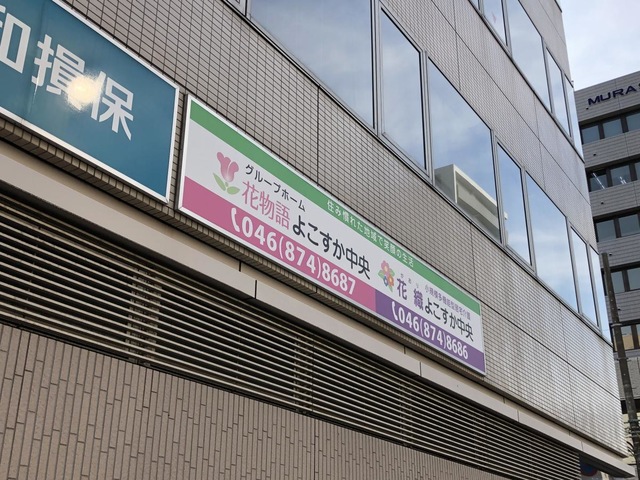 和損保
住み慣れた地域で笑顔の生活
グループホーム
花物語よこすか中央
046(874)8687
小規模多機能型居宅介護
花織よこすか中央
046(874)8686
MURA